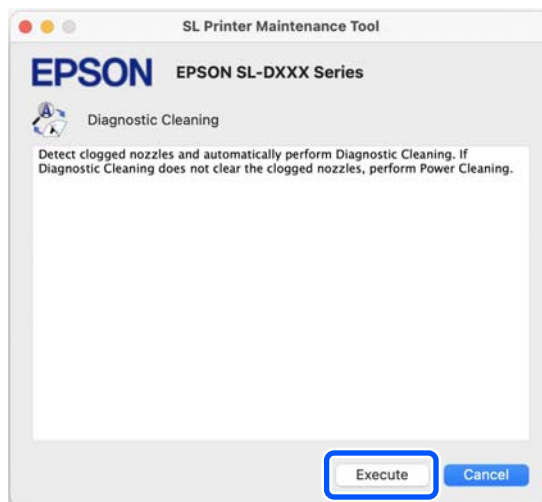 SL Printer Maintenance Tool
EPSON EPSON SL-DXXX Series
Diagnostic Cleaning
Detect clogged nozzles and automatically perform Diagnostic Cleaning. If
Diagnostic Cleaning does not clear the clogged nozzles, perform Power Cleaning.
Execute Cancel